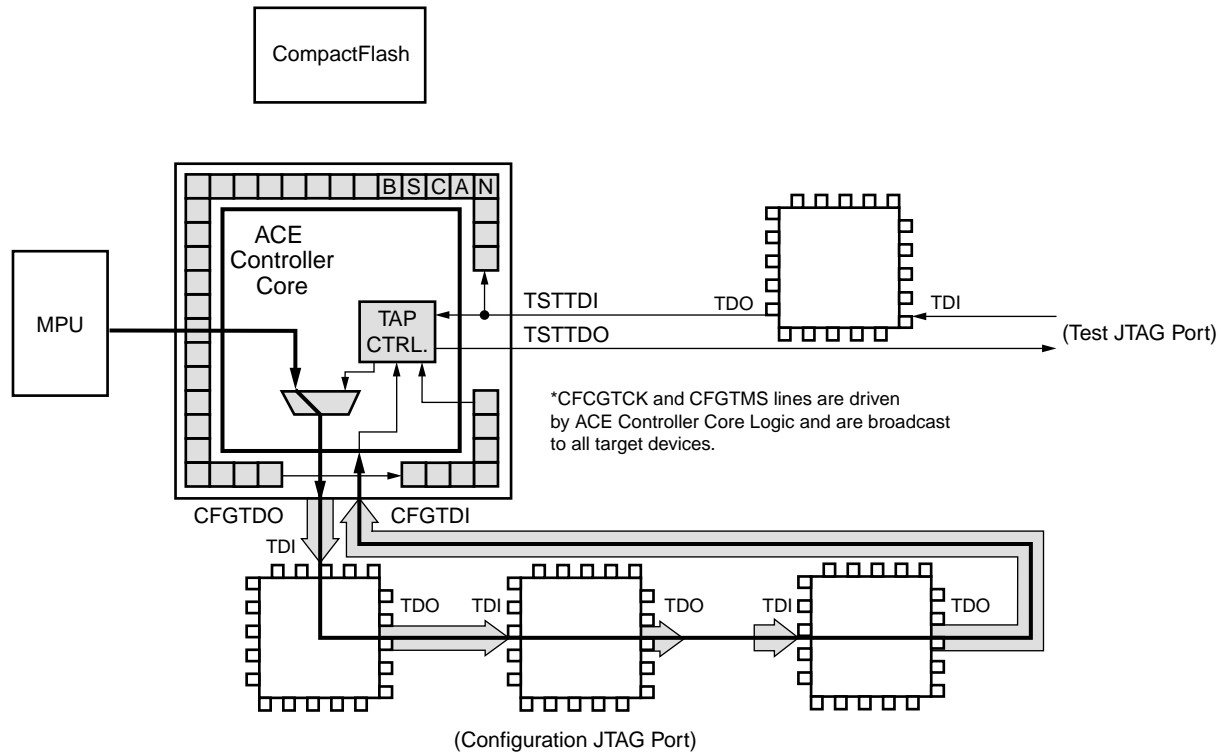 CompactFlash
B S C A N
ACE
Controller
Core
MPU
TAP
CTRL.
TSTTDI
TSTTDO
TDO
TDI
(Test JTAG Port)
*CFCGTCK and CFGTMS lines are driven
by ACE Controller Core Logic and are broadcast
to all target devices.
CFGTDO
CFGTDI
TDI
TDO
TDI
TDO
TDI
TDO
(Configuration JTAG Port)